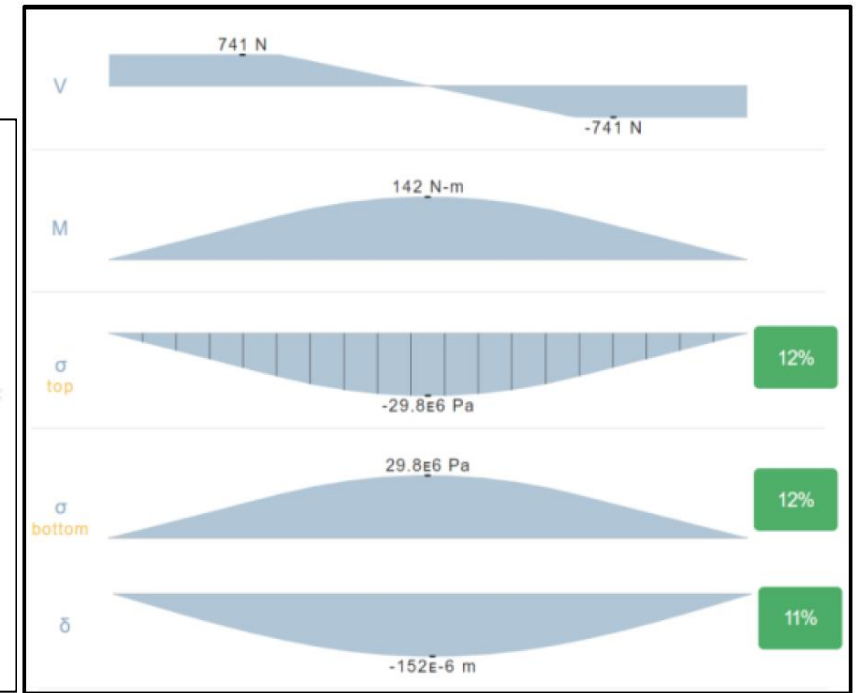 741 N
V
-741 N
142 N-m
M
σ
top
12%
-29.8E6 Pa
29.8E6 Pa
σ
bottom
12%
δ
11%
-152E-6 m